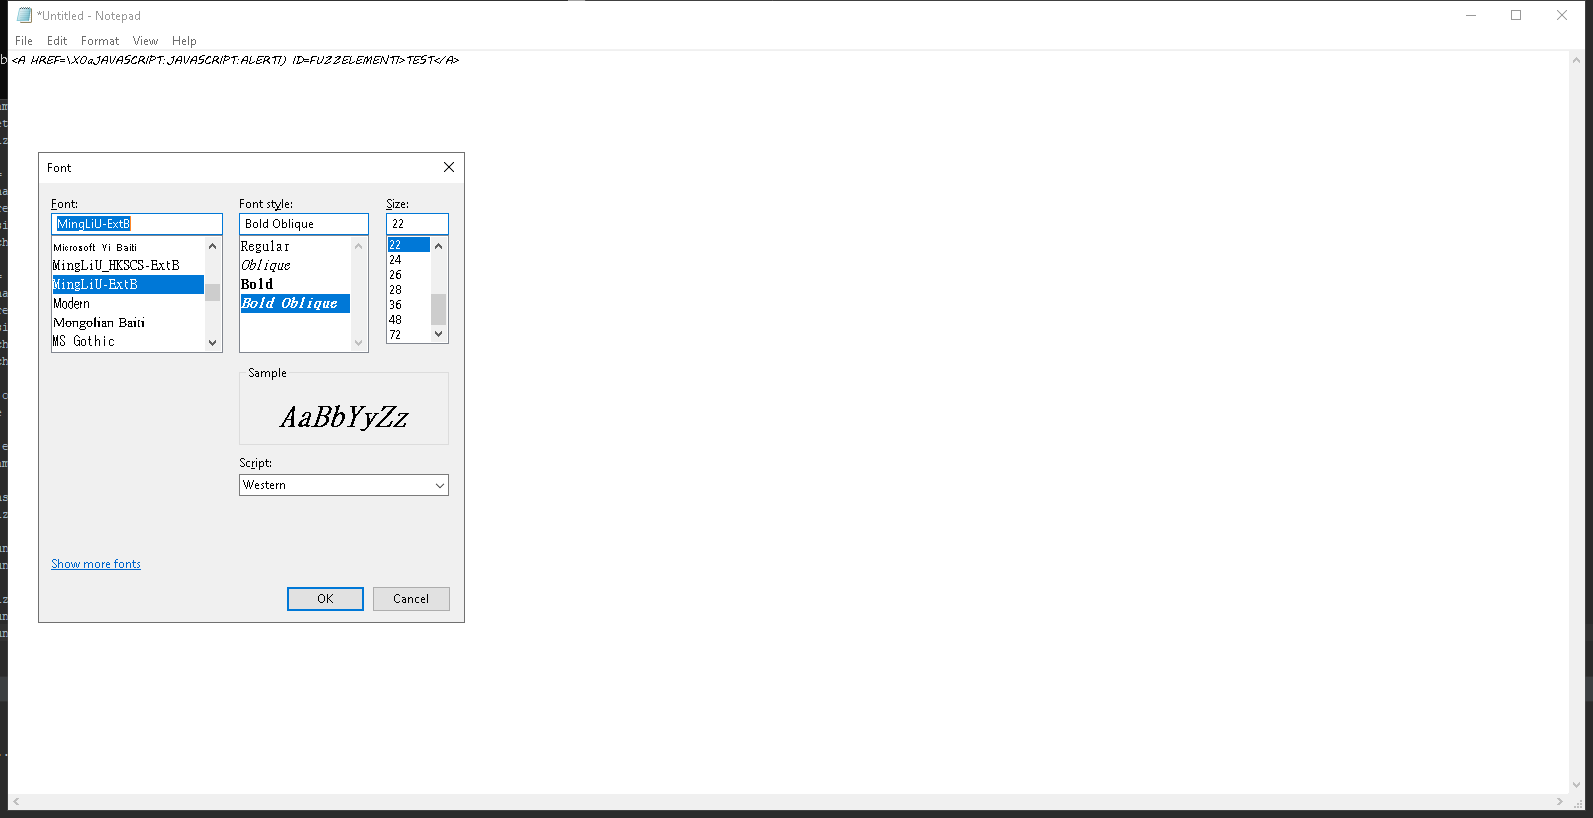 *Untitled - Notepad
File Edit Format View Help
<A HREF=\X0aJAVASCRIPT:JAVASCRIPT:ALERT1) ID=FUZZELEMENT1>TEST</A>
Font
Font: Font style: Size:
MingLiU-ExtB Bold Oblique 22
Microsoft Yi Baiti Regular 22
MingLiU_HKSCS-ExtB Oblique 24
MingLiU-ExtB Bold 26
Modern Bold Oblique 28
Mongolian Baiti 36
MS Gothic 48
72
Sample
AaBbYyZz
Script:
Western
Show more fonts
OK Cancel